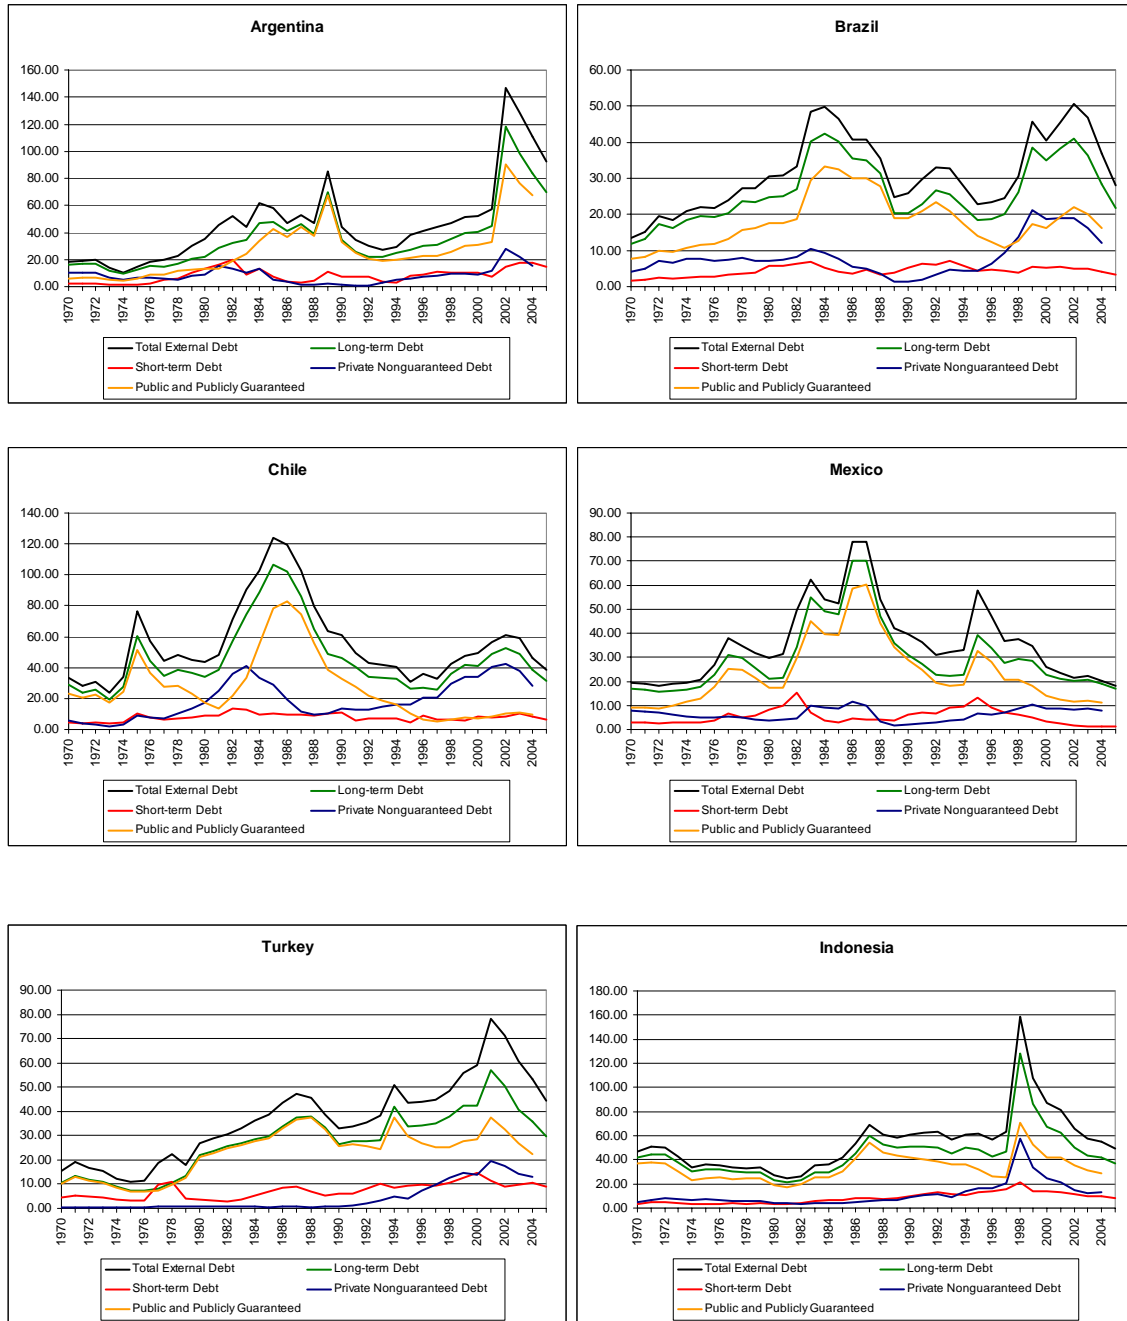 Argentina
160.00
140.00
120.00
100.00
80.00
60.00
40.00
20.00
0.00
1970 1972 1974 1976 1978 1980 1982 1984 1986 1988 1990 1992 1994 1996 1998 2000 2002 2004
Total External Debt Long-term Debt
Short-term Debt Private Nonguaranteed Debt
Public and Publicly Guaranteed
Brazil
60.00
50.00
40.00
30.00
20.00
10.00
0.00
1970 1972 1974 1976 1978 1980 1982 1984 1986 1988 1990 1992 1994 1996 1998 2000 2002 2004
Total External Debt Long-term Debt
Short-term Debt Private Nonguaranteed Debt
Public and Publicly Guaranteed
Chile
140.00
120.00
100.00
80.00
60.00
40.00
20.00
0.00
1970 1972 1974 1976 1978 1980 1982 1984 1986 1988 1990 1992 1994 1996 1998 2000 2002 2004
Total External Debt Long-term Debt
Short-term Debt Private Nonguaranteed Debt
Public and Publicly Guaranteed
Mexico
90.00
80.00
70.00
60.00
50.00
40.00
30.00
20.00
10.00
0.00
1970 1972 1974 1976 1978 1980 1982 1984 1986 1988 1990 1992 1994 1996 1998 2000 2002 2004
Total External Debt Long-term Debt
Short-term Debt Private Nonguaranteed Debt
Public and Publicly Guaranteed
Turkey
90.00
80.00
70.00
60.00
50.00
40.00
30.00
20.00
10.00
0.00
1970 1972 1974 1976 1978 1980 1982 1984 1986 1988 1990 1992 1994 1996 1998 2000 2002 2004
Total External Debt Long-term Debt
Short-term Debt Private Nonguaranteed Debt
Public and Publicly Guaranteed
Indonesia
180.00
160.00
140.00
120.00
100.00
80.00
60.00
40.00
20.00
0.00
1970 1972 1974 1976 1978 1980 1982 1984 1986 1988 1990 1992 1994 1996 1998 2000 2002 2004
Total External Debt Long-term Debt
Short-term Debt Private Nonguaranteed Debt
Public and Publicly Guaranteed